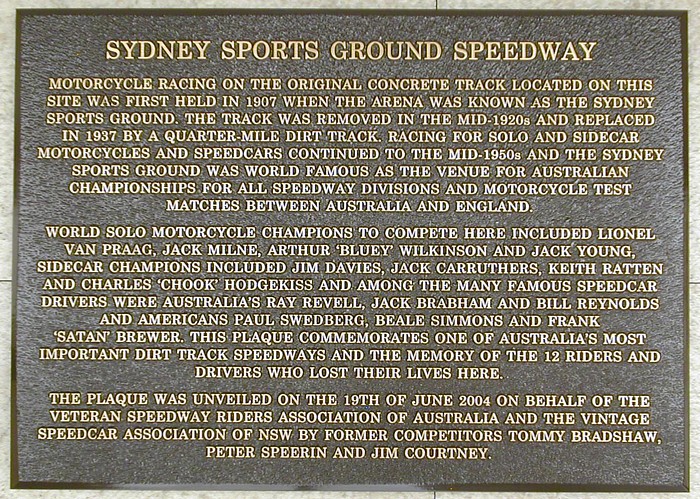 SYDNEY SPORTS GROUND SPEEDWAY
MOTORCYCLE RACING ON THE ORIGINAL CONCRETE TRACK LOCATED ON THIS
SITE WAS FIRST HELD IN 1907 WHEN THE ARENA WAS KNOWN AS THE SYDNEY
SPORTS GROUND. THE TRACK WAS REMOVED IN THE MID-1920s AND REPLACED
IN 1937 BY A QUARTER-MILE DIRT TRACK. RACING FOR SOLO AND SIDECAR
MOTORCYCLES AND SPEEDCARS CONTINUED TO THE MID-1950s AND THE SYDNEY
SPORTS GROUND WAS WORLD FAMOUS AS THE VENUE FOR AUSTRALIAN
CHAMPIONSHIPS FOR ALL SPEEDWAY DIVISIONS AND MOTORCYCLE TEST
MATCHES BETWEEN AUSTRALIA AND ENGLAND.
WORLD SOLO MOTORCYCLE CHAMPIONS TO COMPETE HERE INCLUDED LIONEL
VAN PRAAG, JACK MILNE, ARTHUR ‘BLUEY’ WILKINSON AND JACK YOUNG,
SIDECAR CHAMPIONS INCLUDED JIM DAVIES, JACK CARRUTHERS, KEITH RATTEN
AND CHARLES ‘CHOOK’ HODGEKISS AND AMONG THE MANY FAMOUS SPEEDCAR
DRIVERS WERE AUSTRALIA’S RAY REVELL, JACK BRABHAM AND BILL REYNOLDS
AND AMERICANS PAUL SWEDBERG, BEALE SIMMONS AND FRANK
‘SATAN’ BREWER. THIS PLAQUE COMMEMORATES ONE OF AUSTRALIA’S MOST
IMPORTANT DIRT TRACK SPEEDWAYS AND THE MEMORY OF THE 12 RIDERS AND
DRIVERS WHO LOST THEIR LIVES HERE.
THE PLAQUE WAS UNVEILED ON THE 19TH OF JUNE 2004 ON BEHALF OF THE
VETERAN SPEEDWAY RIDERS ASSOCIATION OF AUSTRALIA AND THE VINTAGE
SPEEDCAR ASSOCIATION OF NSW BY FORMER COMPETITORS TOMMY BRADSHAW,
PETER SPEERIN AND JIM COURTNEY.